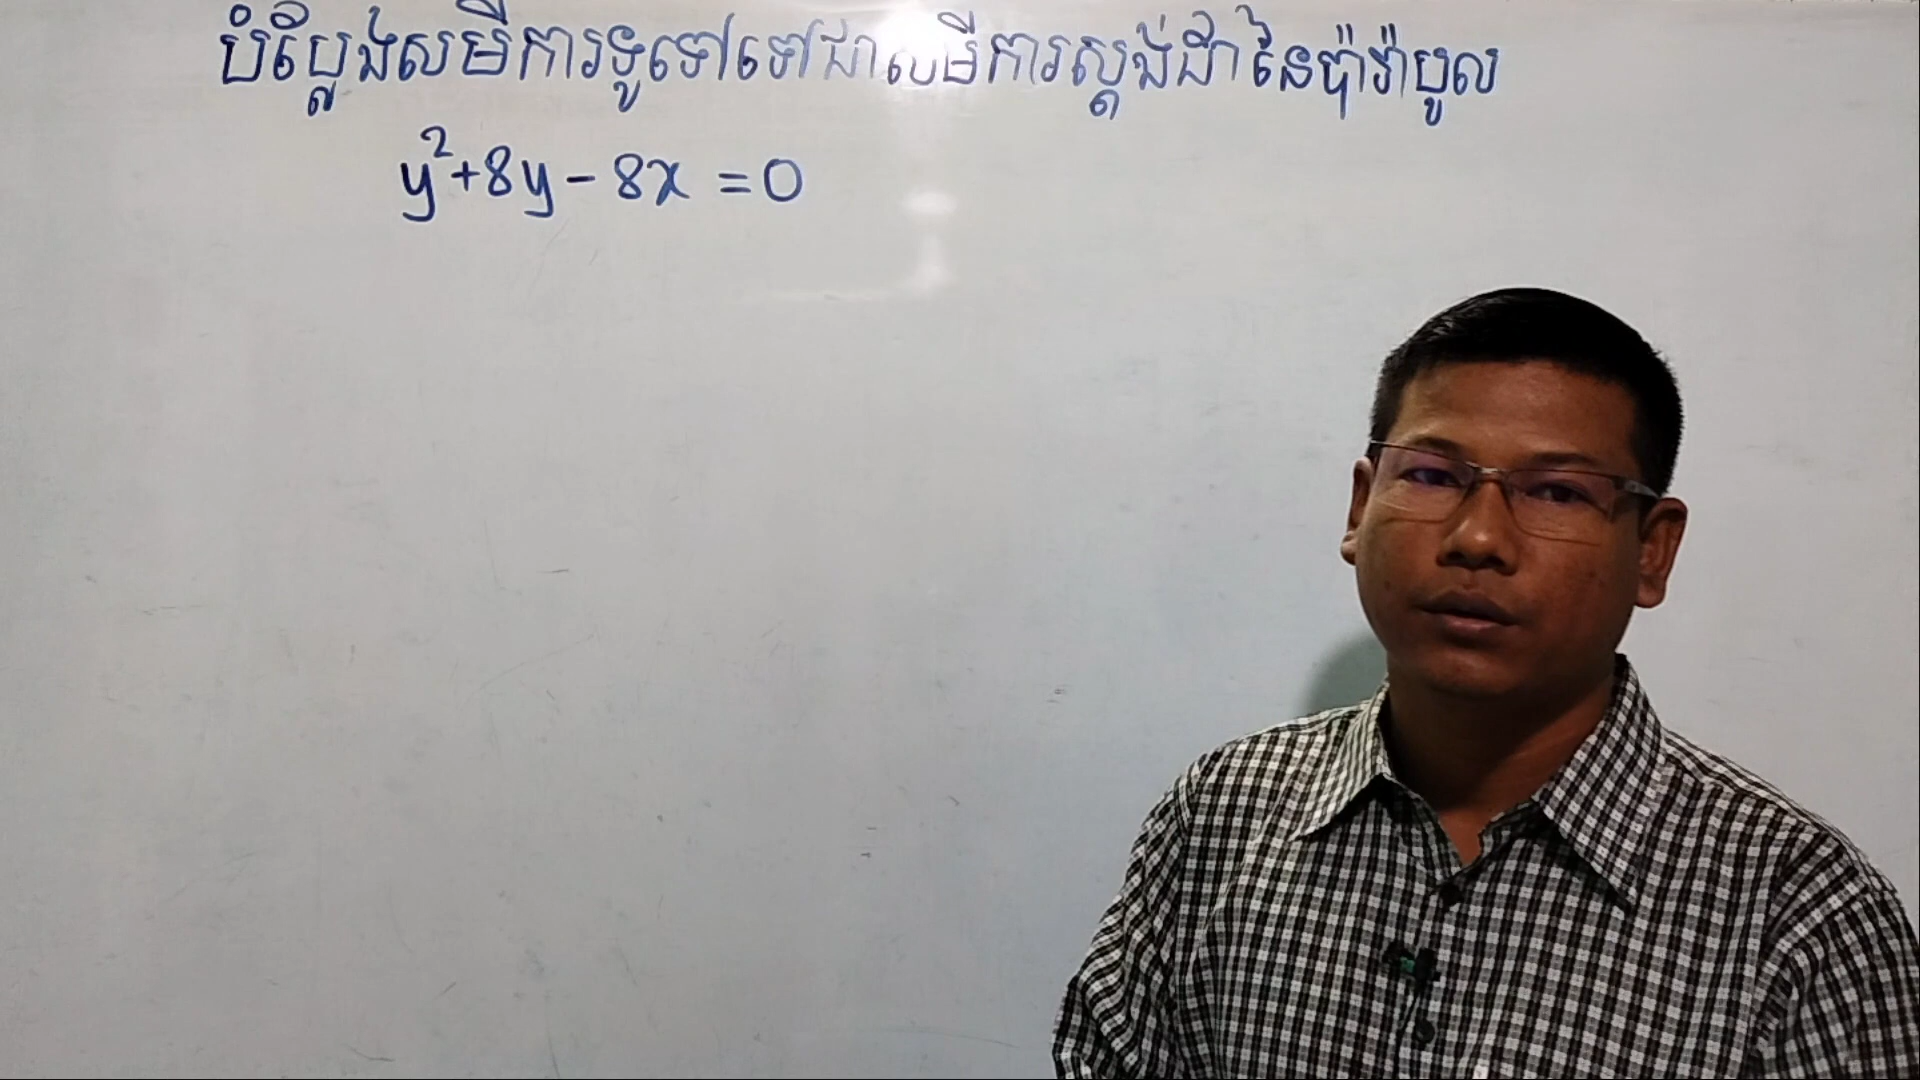 បំប្លែងសមីការទូទៅទៅជាសមីការស្តង់ដានៃប៉ារ៉ាបូល
y²+8y-8x=0